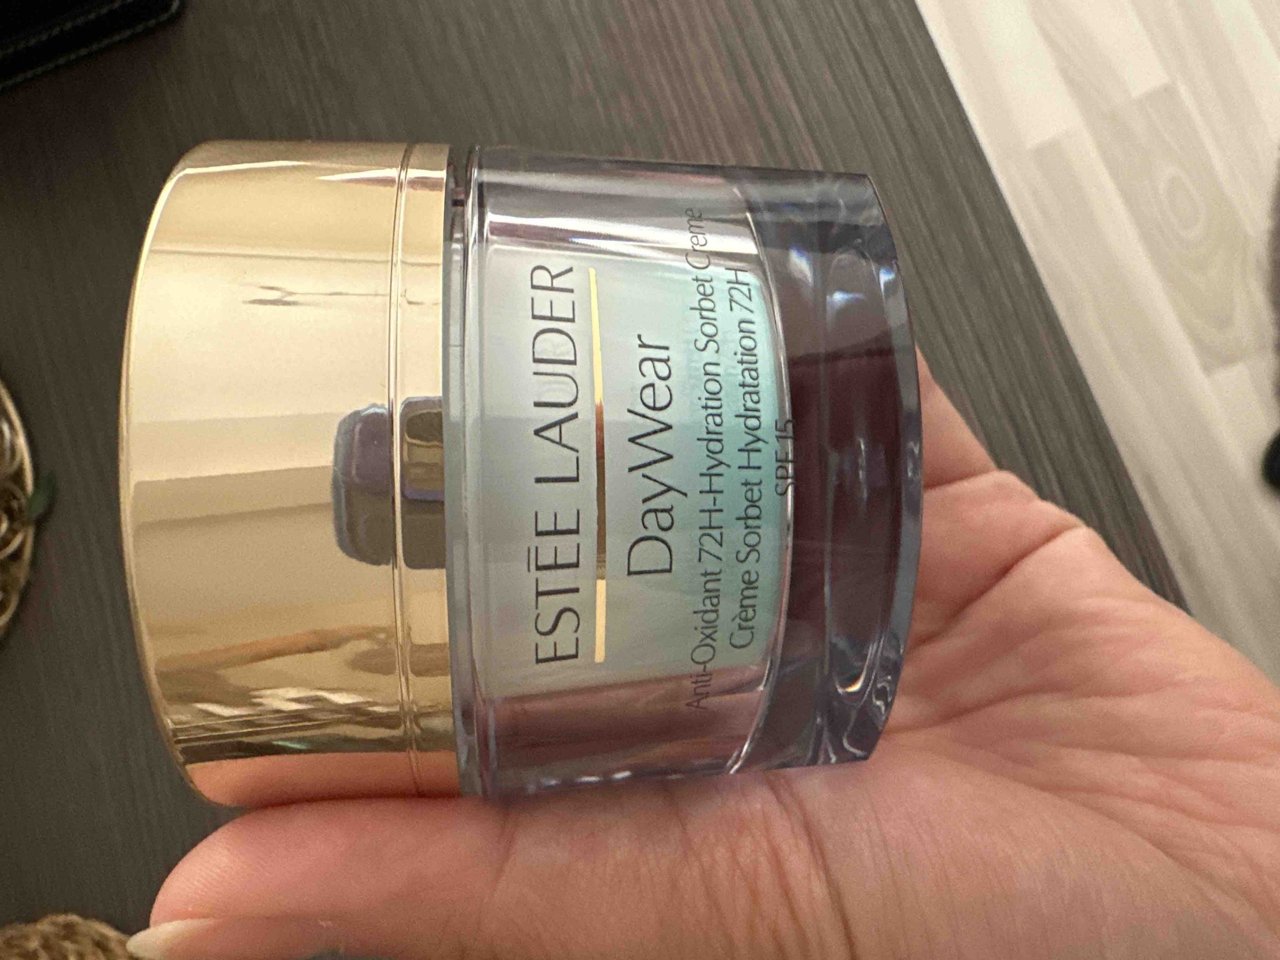 ESTĒE LAUDER
DayWear
Anti-Oxidant 72H-Hydration Sorbet Creme
Crème Sorbet Hydratation 72H
SPF 15